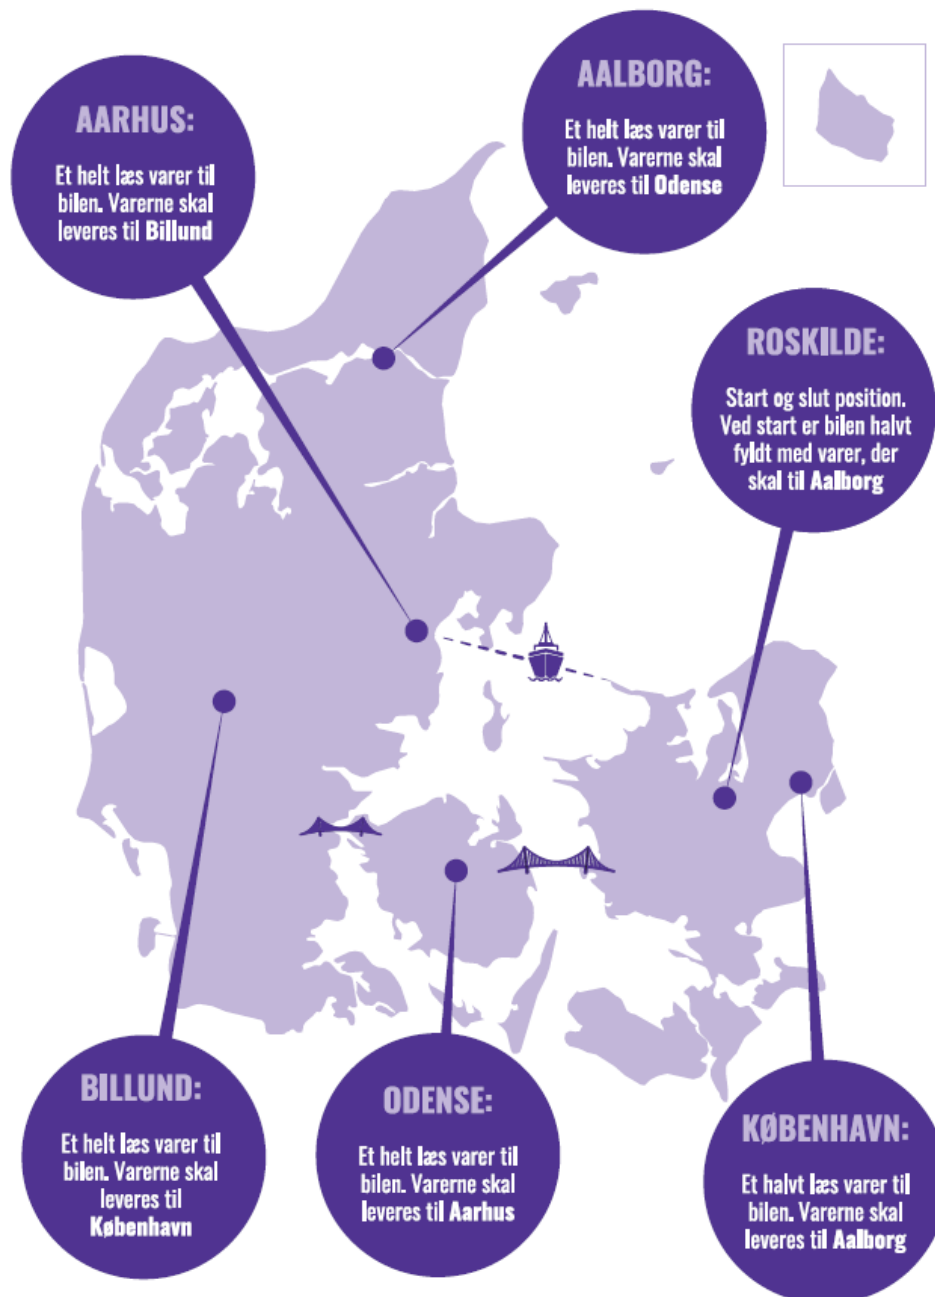 AARHUS:
Et helt læs varer til
bilen. Varerne skal
leveres til Billund
AALBORG:
Et helt læs varer til
bilen. Varerne skal
leveres til Odense
ROSKILDE:
Start og slut position.
Ved start er bilen halvt
fyldt med varer, der
skal til Aalborg
BILLUND:
Et helt læs varer til
bilen. Varerne skal
leveres til
København
ODENSE:
Et helt læs varer til
bilen. Varerne skal
leveres til Aarhus
KØBENHAVN:
Et halvt læs varer til
bilen. Varerne skal
leveres til Aalborg